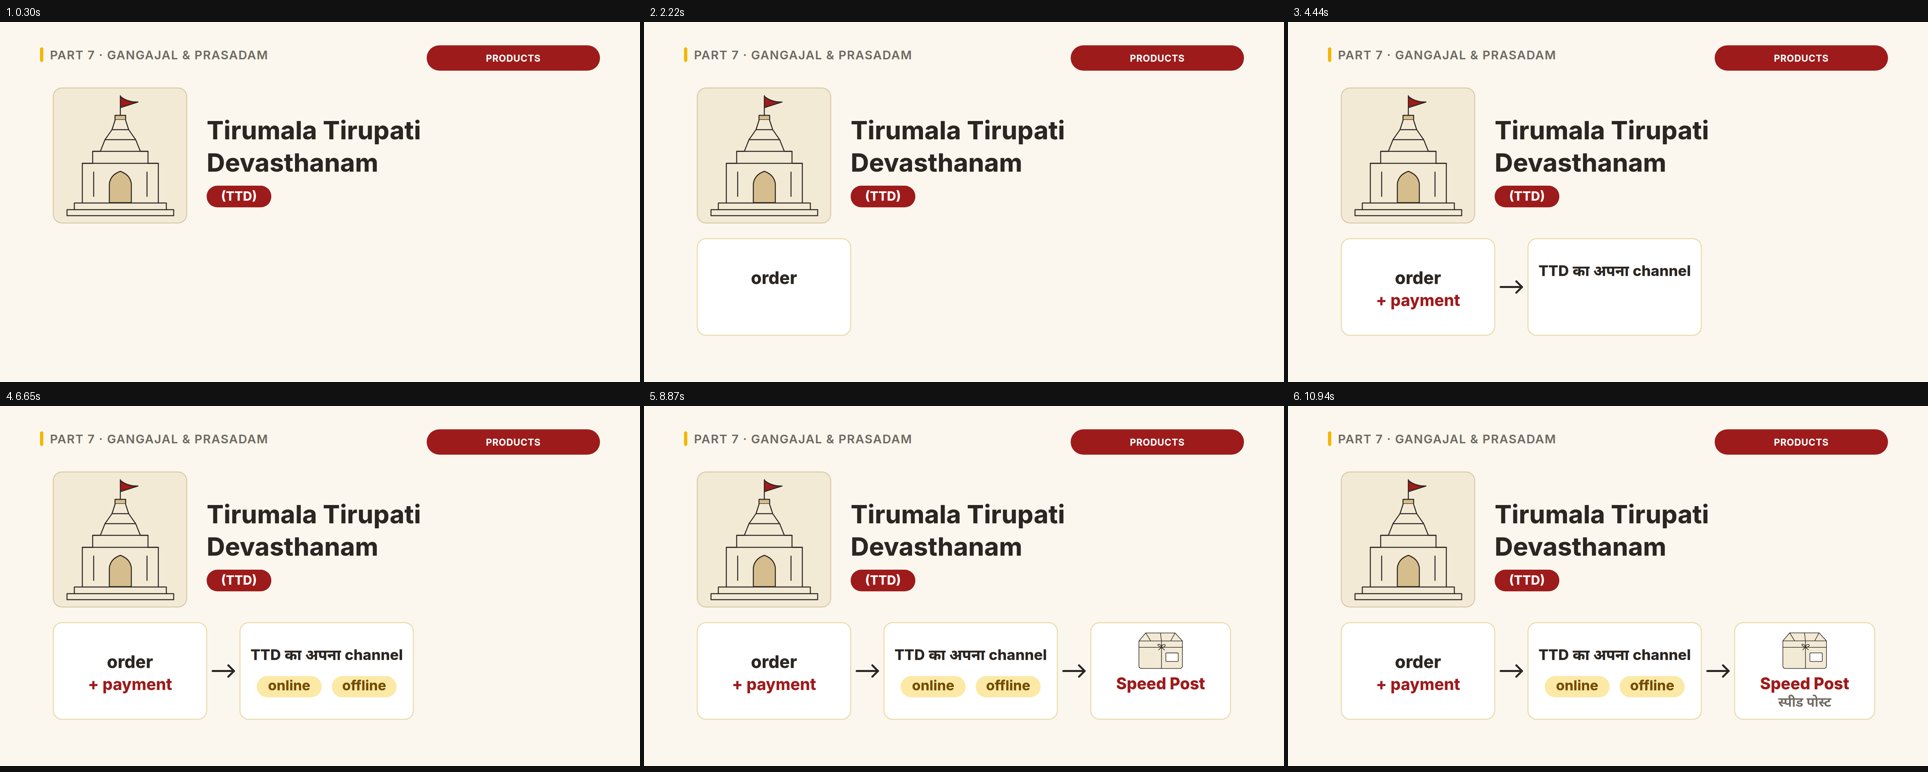 1. 0.30s
PART 7 · GANGAJAL & PRASADAM
PRODUCTS
Tirumala Tirupati
Devasthanam
(TTD)
2. 2.22s
PART 7 · GANGAJAL & PRASADAM
PRODUCTS
Tirumala Tirupati
Devasthanam
(TTD)
order
3. 4.44s
PART 7 · GANGAJAL & PRASADAM
PRODUCTS
Tirumala Tirupati
Devasthanam
(TTD)
order
+ payment
→
TTD का अपना channel
4. 6.65s
PART 7 · GANGAJAL & PRASADAM
PRODUCTS
Tirumala Tirupati
Devasthanam
(TTD)
order
+ payment
→
TTD का अपना channel
online offline
5. 8.87s
PART 7 · GANGAJAL & PRASADAM
PRODUCTS
Tirumala Tirupati
Devasthanam
(TTD)
order
+ payment
→
TTD का अपना channel
online offline
→
Speed Post
6. 10.94s
PART 7 · GANGAJAL & PRASADAM
PRODUCTS
Tirumala Tirupati
Devasthanam
(TTD)
order
+ payment
→
TTD का अपना channel
online offline
→
Speed Post
स्पीड पोस्ट